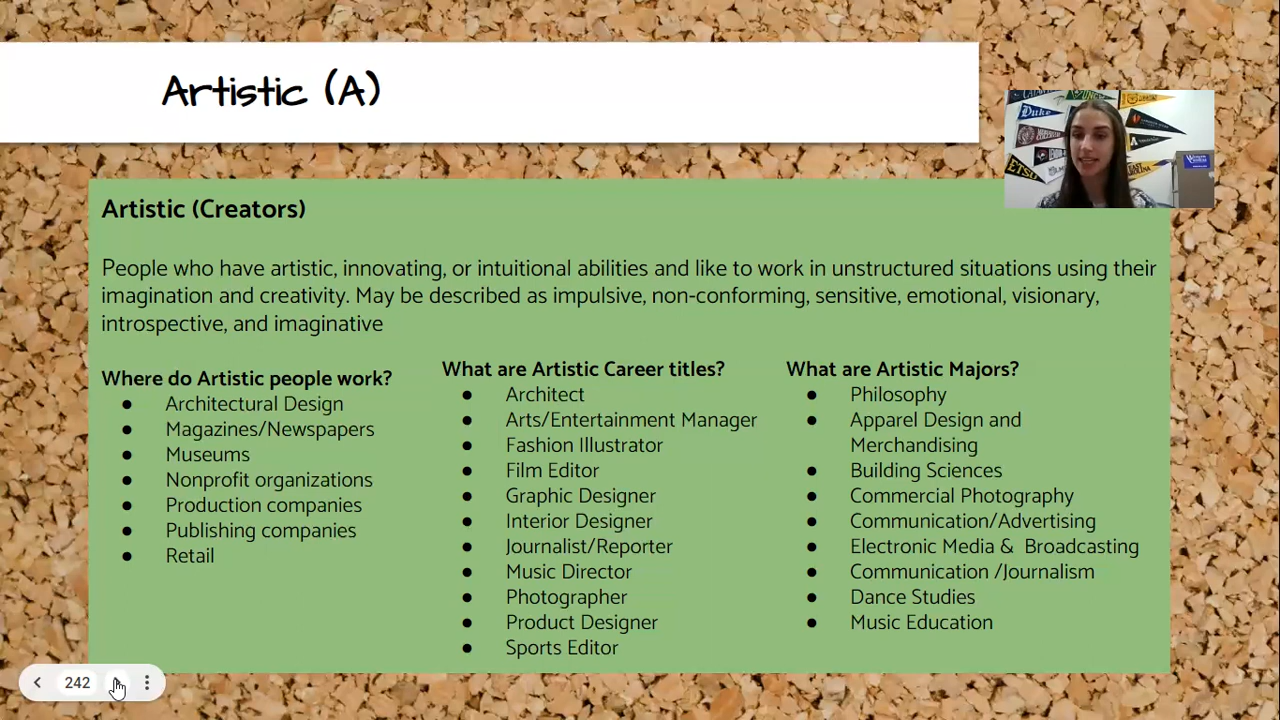 Artistic (A)
Duke
ETSU
Artistic (Creators)
People who have artistic, innovating, or intuitional abilities and like to work in unstructured situations using their
imagination and creativity. May be described as impulsive, non-conforming, sensitive, emotional, visionary,
introspective, and imaginative
Where do Artistic people work?
● Architectural Design
● Magazines/Newspapers
● Museums
● Nonprofit organizations
● Production companies
● Publishing companies
● Retail
What are Artistic Career titles?
● Architect
● Arts/Entertainment Manager
● Fashion Illustrator
● Film Editor
● Graphic Designer
● Interior Designer
● Journalist/Reporter
● Music Director
● Photographer
● Product Designer
● Sports Editor
What are Artistic Majors?
● Philosophy
● Apparel Design and
Merchandising
● Building Sciences
● Commercial Photography
● Communication/Advertising
● Electronic Media & Broadcasting
● Communication /Journalism
● Dance Studies
● Music Education
242